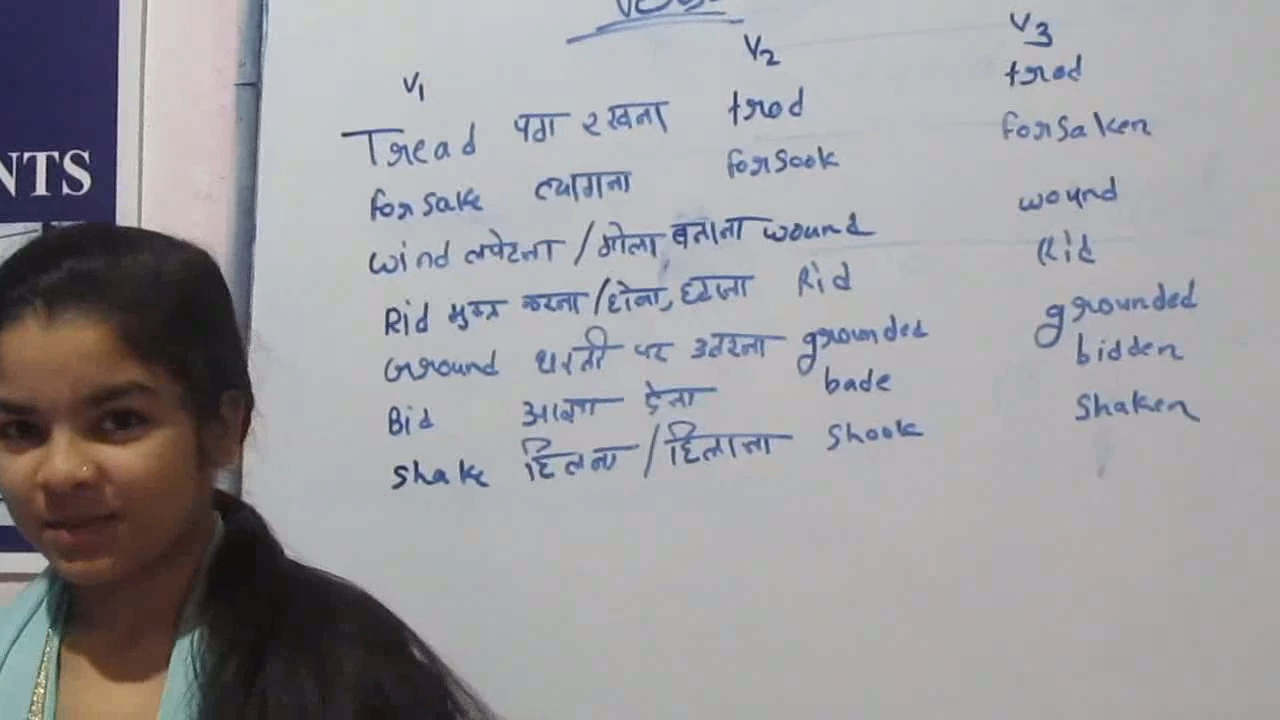 NTS
V1 V2 V3
Tread पग रखना trod trod
forsake त्यागना forsook forsaken
wind लपेटना / गोला बनाना wound wound
Rid मुक्त करना / होना, हटना Rid Rid
Ground धरती पर उतरना grounded grounded
Bid आज्ञा देना bade bidden
shake हिलना / हिलाना shook shaken